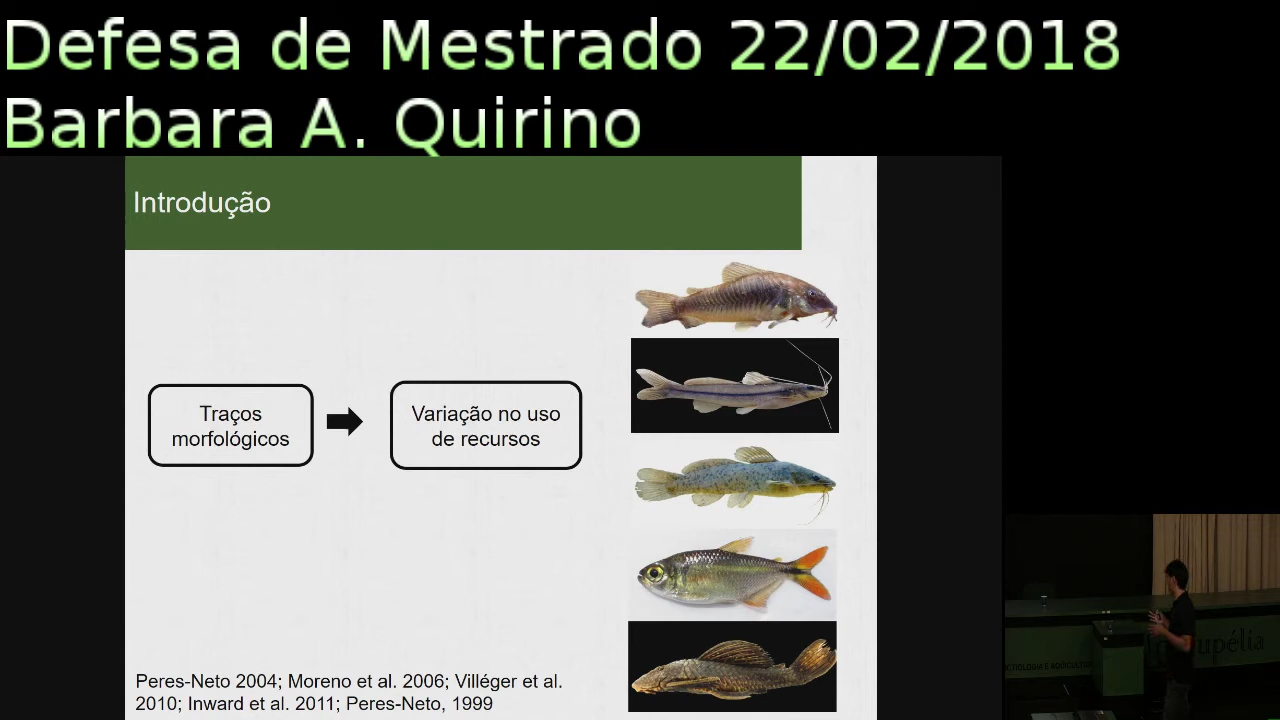 Defesa de Mestrado 22/02/2018
Barbara A. Quirino
Introdução
Traços
morfológicos
Variação no uso
de recursos
Peres-Neto 2004; Moreno et al. 2006; Villéger et al.
2010; Inward et al. 2011; Peres-Neto, 1999